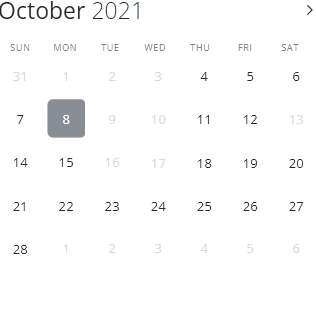 October 2021
SUN MON TUE WED THU FRI SAT
31 1 2 3 4 5 6
7 8 9 10 11 12 13
14 15 16 17 18 19 20
21 22 23 24 25 26 27
28 1 2 3 4 5 6